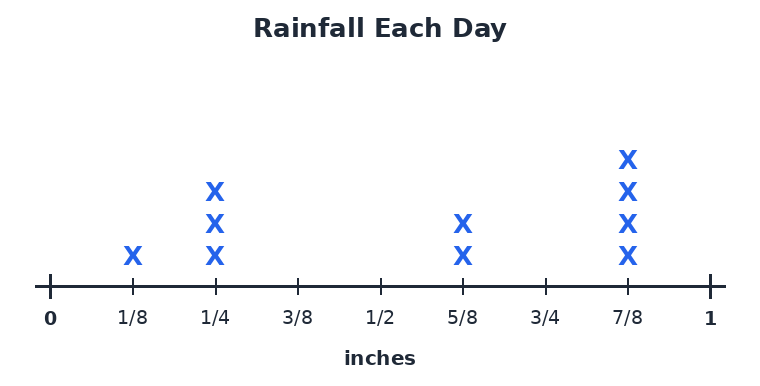 Rainfall Each Day
X
X X
X X X
X X X X
0 1/8 1/4 3/8 1/2 5/8 3/4 7/8 1
inches